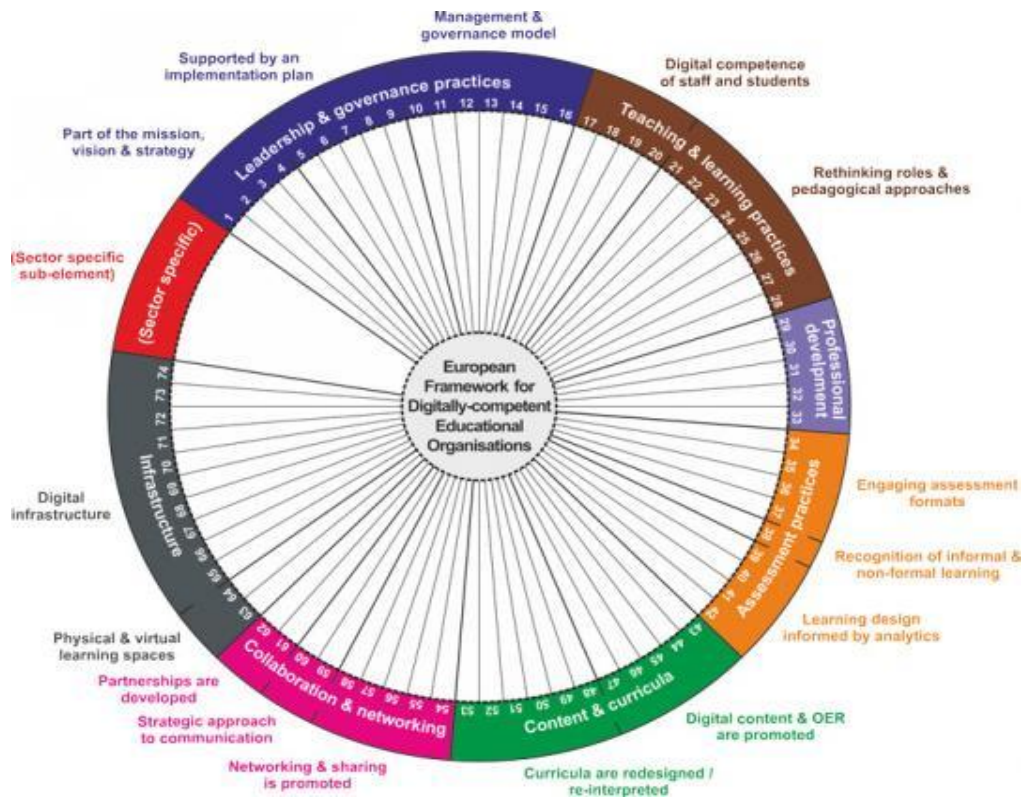 Management &
governance model
Supported by an
implementation plan
Part of the mission,
vision & strategy
Digital competence
of staff and students
Rethinking roles &
pedagogical approaches
(Sector specific
sub-element)
Leadership & governance practices
Teaching & learning practices
Professional
develpment
Assessment practices
Content & curricula
Collaboration & networking
Infrastructure
(Sector specific)
1
2
3
4
5
6
7
8
9
10
11
12
13
14
15
16
17
18
19
20
21
22
23
24
25
26
27
28
29
30
31
32
33
34
35
36
37
38
39
40
41
42
43
44
45
46
47
48
49
50
51
52
53
54
55
56
57
58
59
60
61
62
63
64
65
66
67
68
69
70
71
72
73
74
European
Framework for
Digitally-competent
Educational
Organisations
Engaging assessment
formats
Recognition of informal &
non-formal learning
Learning design
informed by analytics
Digital content & OER
are promoted
Curricula are redesigned /
re-interpreted
Networking & sharing
is promoted
Strategic approach
to communication
Partnerships are
developed
Physical & virtual
learning spaces
Digital
infrastructure